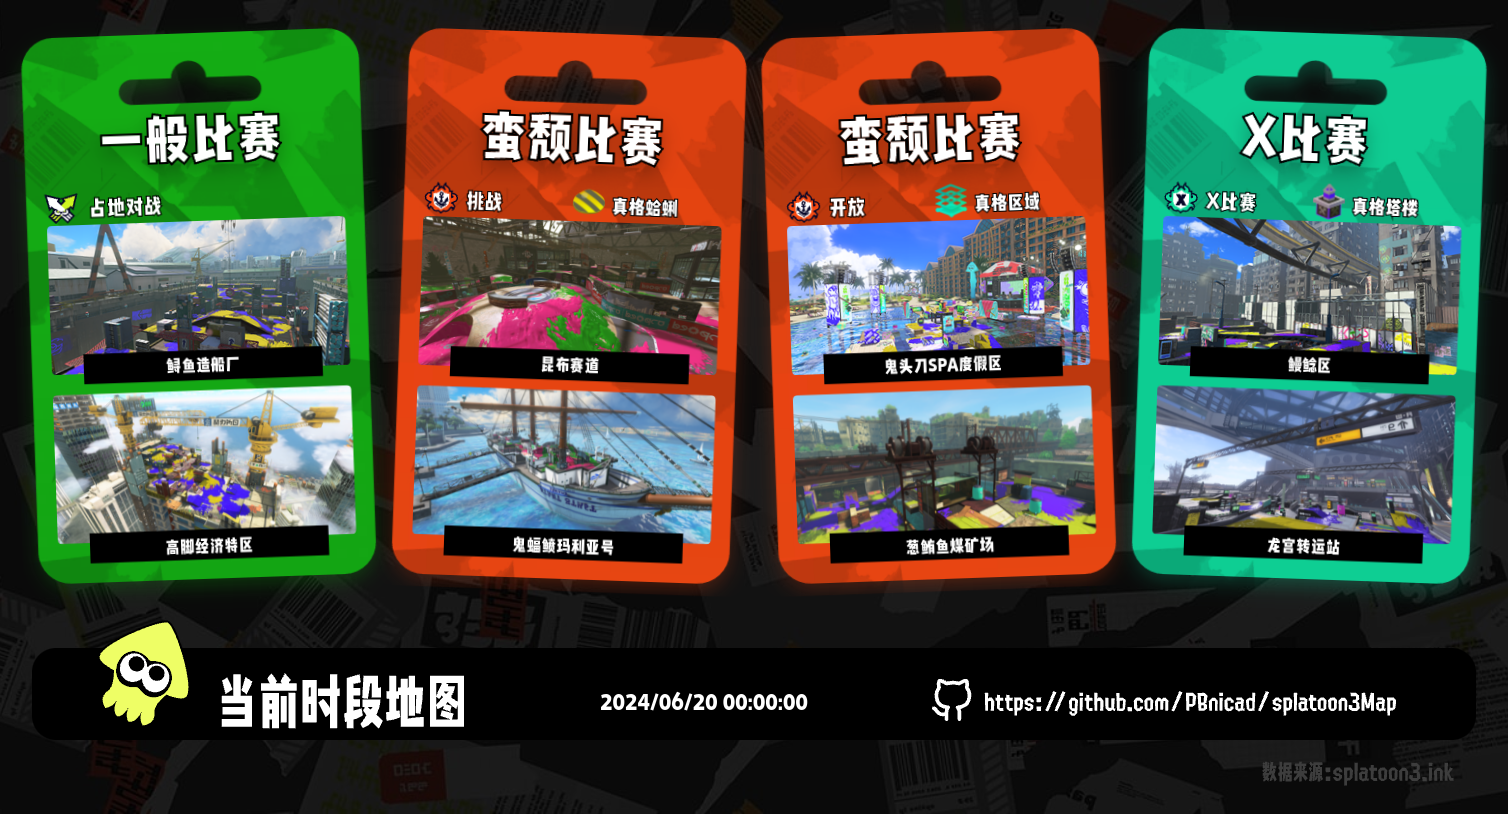 一般比赛
占地对战
鲟鱼造船厂
高脚经济特区
蛮颓比赛
挑战
真格蛤蜊
昆布赛道
鬼蝠鲼玛利亚号
蛮颓比赛
开放
真格区域
鬼头刀SPA度假区
葱鲔鱼煤矿场
X比赛
X比赛
真格塔楼
鳗鲶区
龙宫转运站
当前时段地图
2024/06/20 00:00:00
https://github.com/PBnicad/splatoon3Map
数据来源:splatoon3.ink